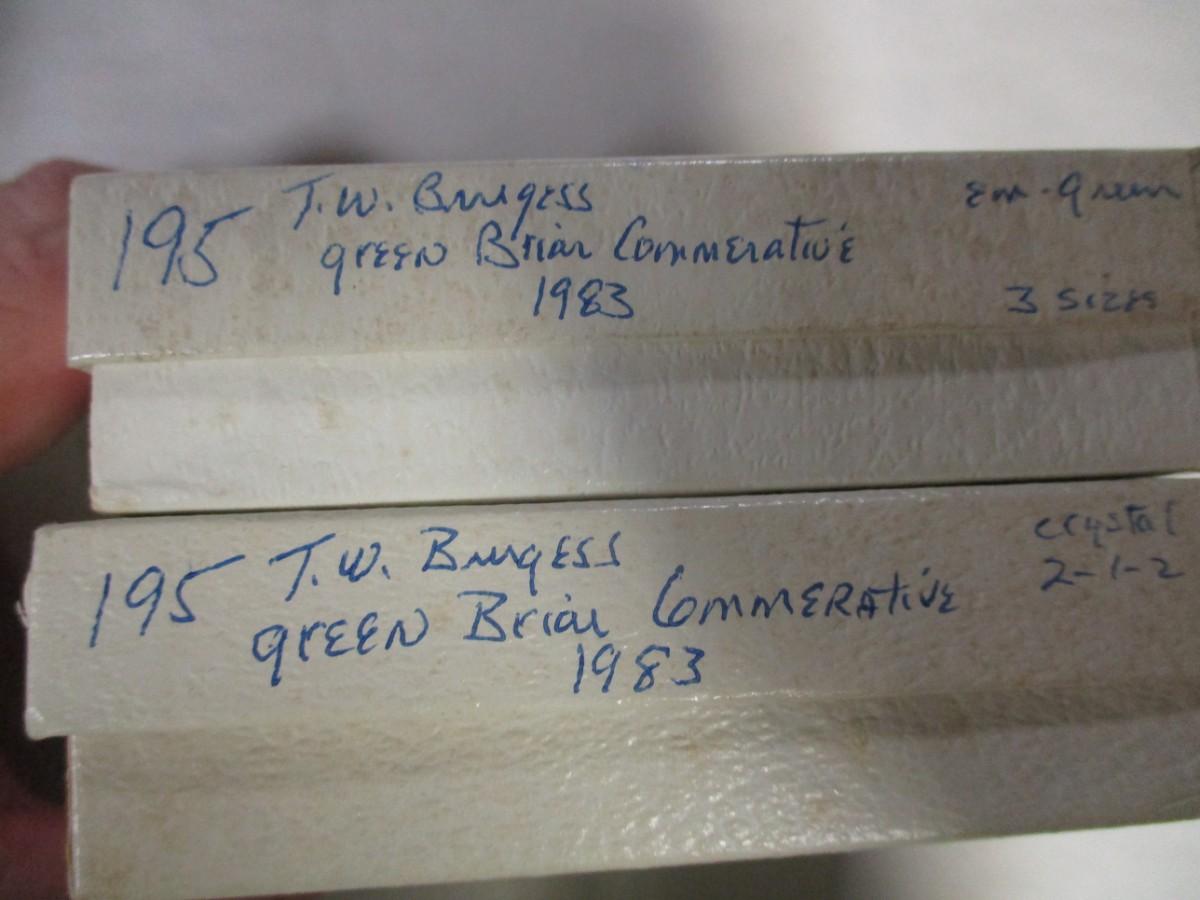 195 T.W. Burgess em-green
green Briar Commerative
1983 3 sizes
195 T.W. Burgess crystal
green Briar Commerative 2-1-2
1983